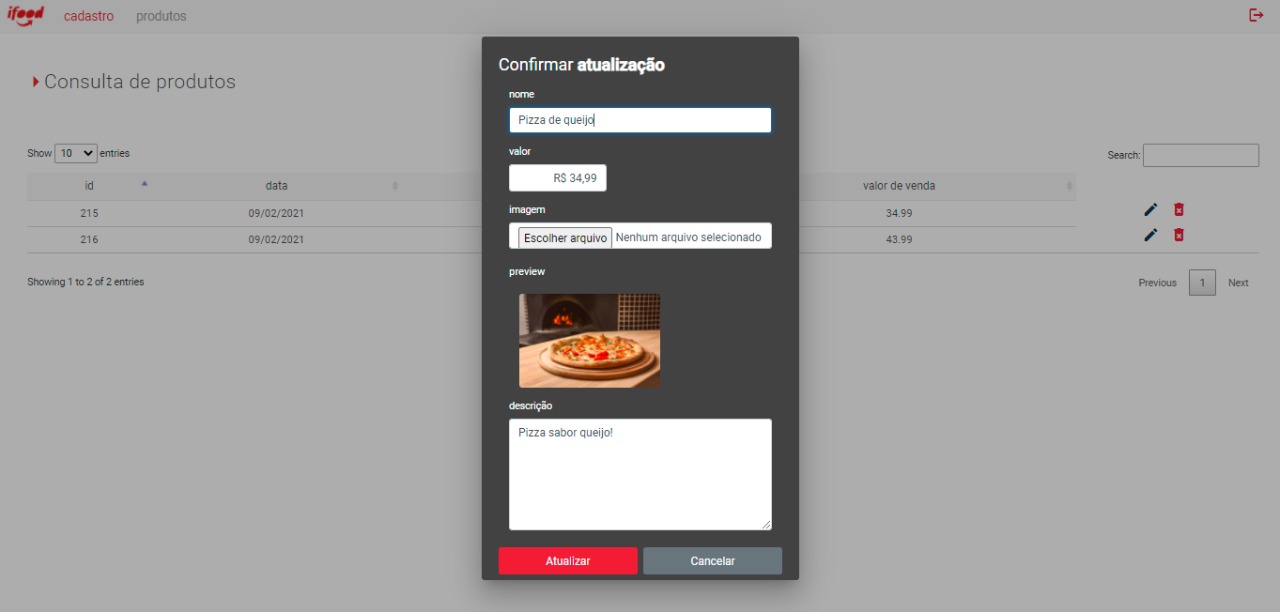 ifood cadastro produtos
Consulta de produtos
Show 10 entries
Search:
id data valor de venda
215 09/02/2021 34.99
216 09/02/2021 43.99
Showing 1 to 2 of 2 entries
Previous 1 Next
Confirmar atualização
nome
Pizza de queijo
valor
R$ 34,99
imagem
Escolher arquivo Nenhum arquivo selecionado
preview
descrição
Pizza sabor queijo!
Atualizar Cancelar